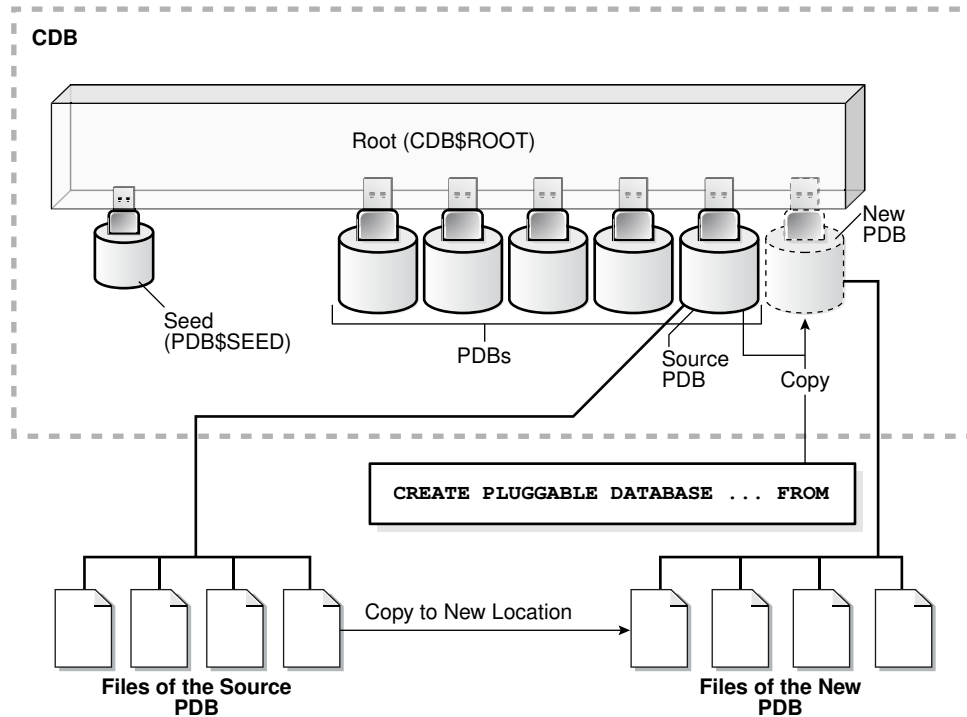 CDB
Root (CDB$ROOT)
New
PDB
Seed
(PDB$SEED)
PDBs
Source
PDB
Copy
CREATE PLUGGABLE DATABASE ... FROM
Copy to New Location
Files of the Source
PDB
Files of the New
PDB